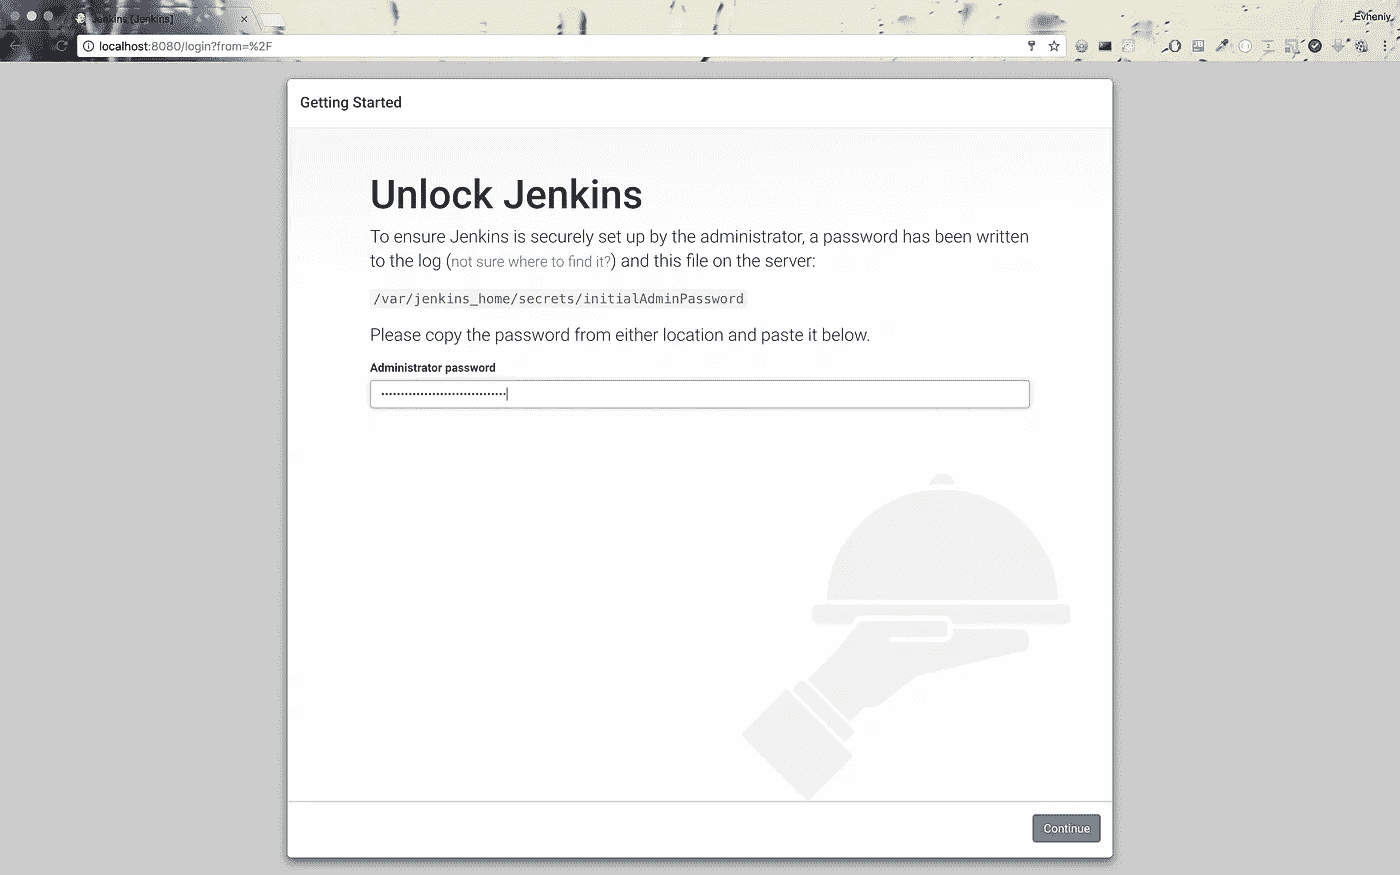 Jenkins [Jenkins]
Evheniy
localhost:8080/login?from=%2F
Getting Started
Unlock Jenkins
To ensure Jenkins is securely set up by the administrator, a password has been written
to the log (not sure where to find it?) and this file on the server:
/var/jenkins_home/secrets/initialAdminPassword
Please copy the password from either location and paste it below.
Administrator password
Continue